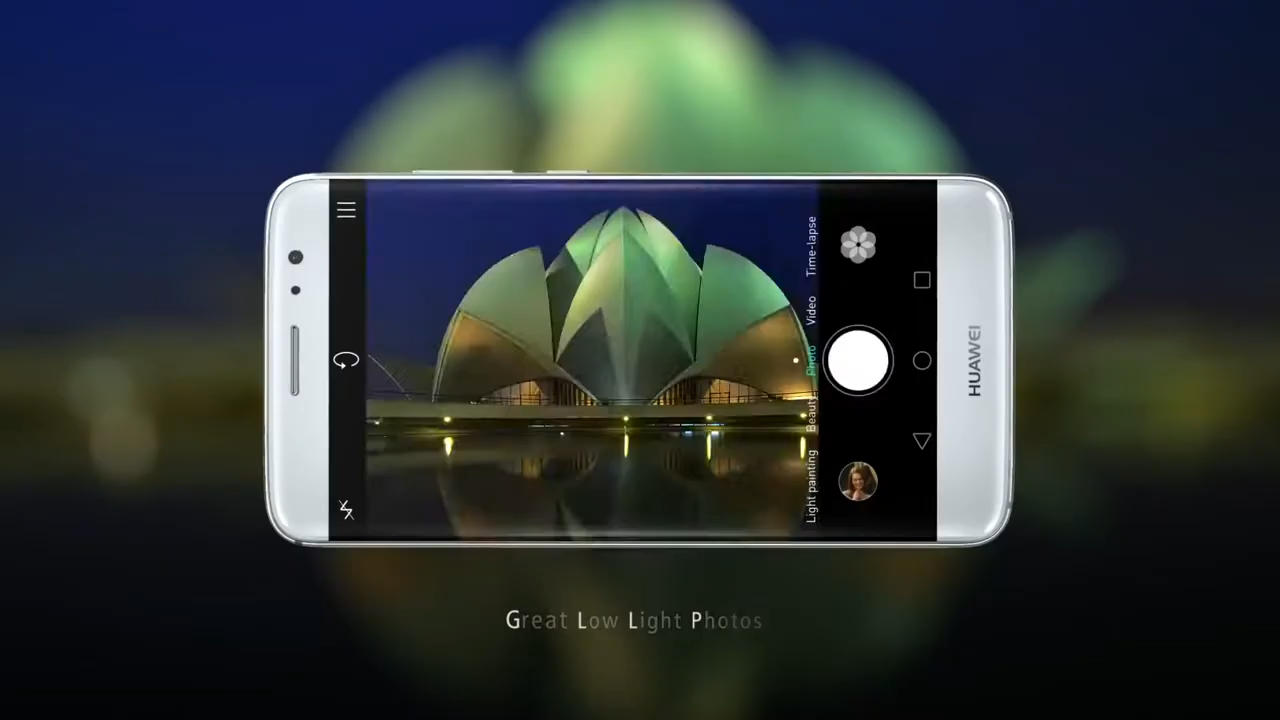 Time-lapse
Video
Photo
Beauty
Light painting
HUAWEI
Great Low Light Photos